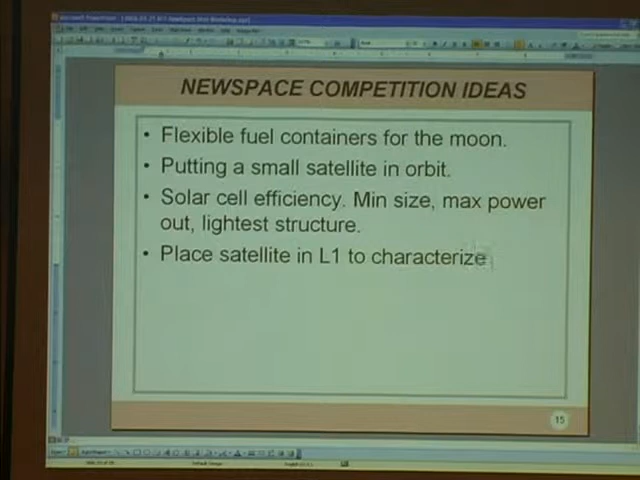 NEWSPACE COMPETITION IDEAS
• Flexible fuel containers for the moon.
• Putting a small satellite in orbit.
• Solar cell efficiency. Min size, max power
out, lightest structure.
• Place satellite in L1 to characterize
15